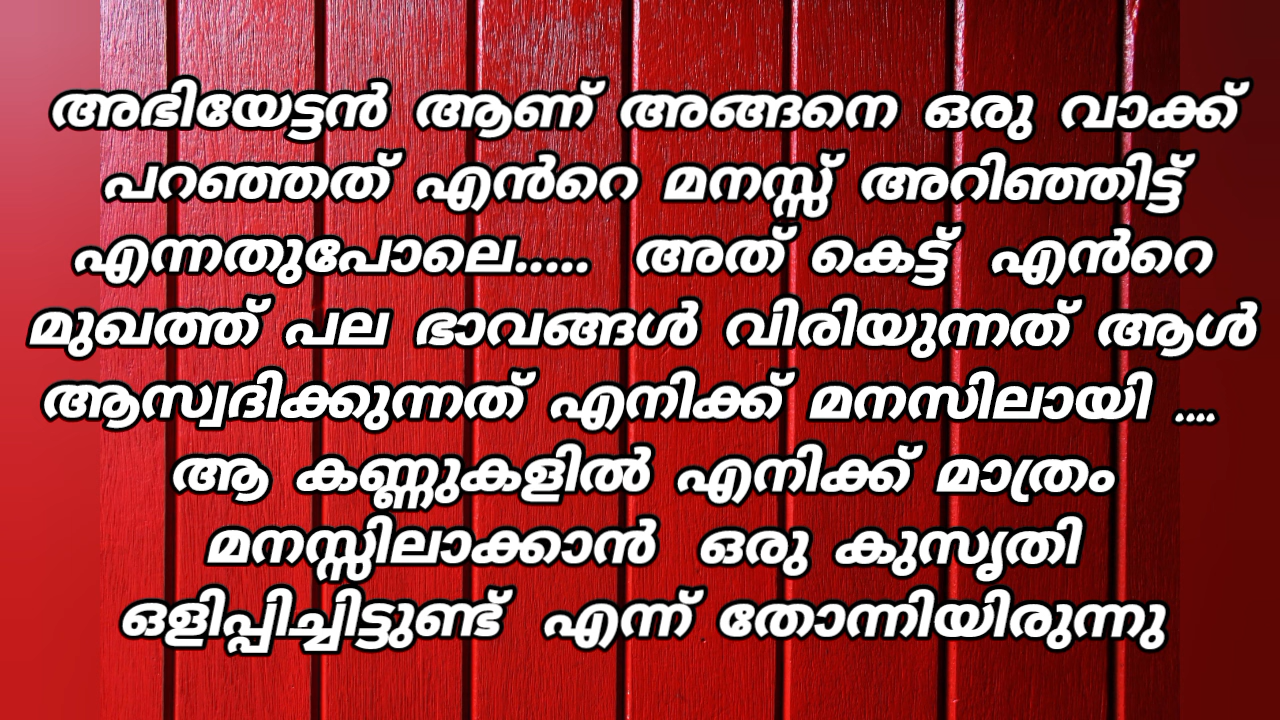 അഭിയേട്ടൻ ആണ് അങ്ങനെ ഒരു വാക്ക്
പറഞ്ഞത് എൻറെ മനസ്സ് അറിഞ്ഞിട്ട്
എന്നതുപോലെ..... അത് കെട്ട് എൻറെ
മുഖത്ത് പല ഭാവങ്ങൾ വിരിയുന്നത് ആൾ
ആസ്വദിക്കുന്നത് എനിക്ക് മനസിലായി ....
ആ കണ്ണുകളിൽ എനിക്ക് മാത്രം
മനസ്സിലാക്കാൻ ഒരു കുസൃതി
ഒളിപ്പിച്ചിട്ടുണ്ട് എന്ന് തോന്നിയിരുന്നു